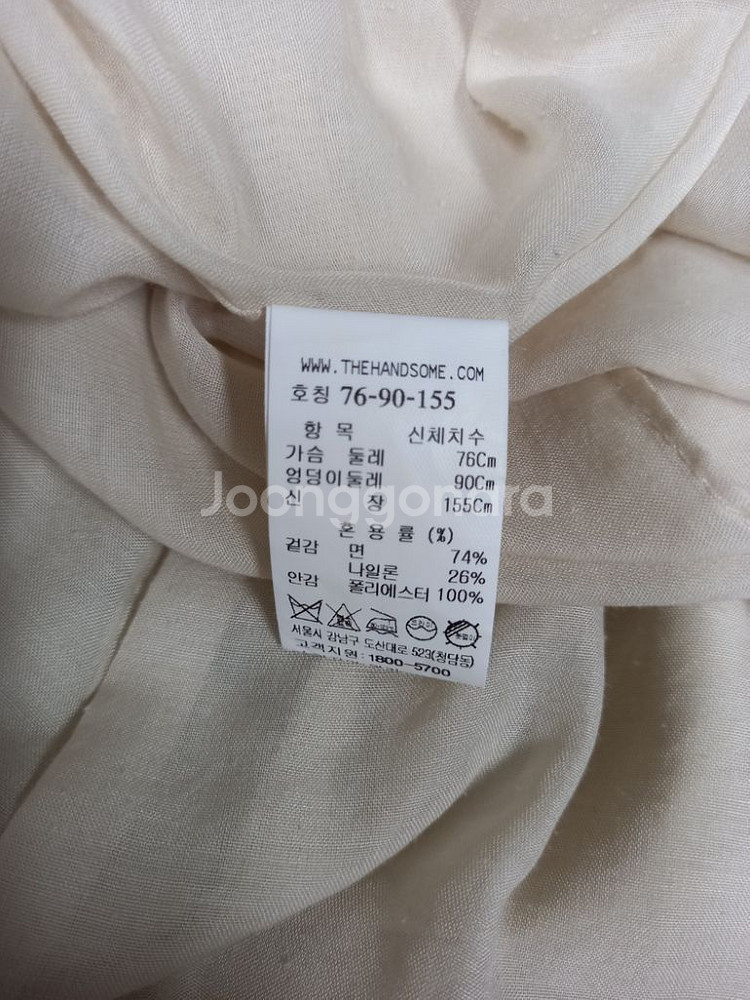 WWW.THEHANDSOME.COM
호칭 76-90-155
항 목 신체치수
가슴 둘레 76Cm
엉덩이둘레 90Cm
신 장 155Cm
Joonggonara
혼 용 률 (%)
겉감 면 74%
나일론 26%
안감 폴리에스터 100%
서울시 강남구 도산대로 523(청담동)
고객지원:1800-5700